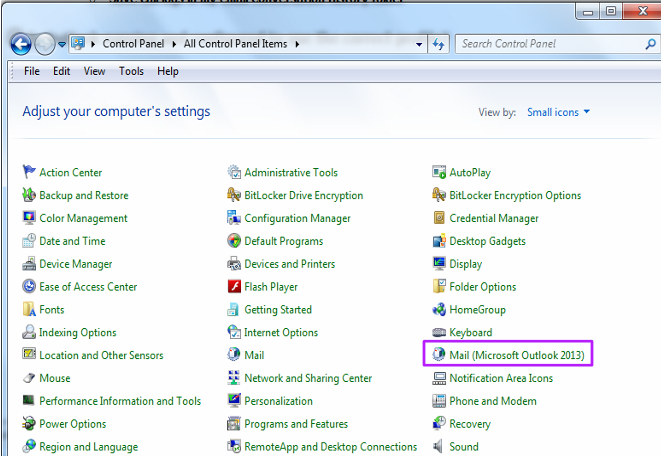 Control Panel All Control Panel Items Search Control Panel
File Edit View Tools Help
Adjust your computer's settings View by: Small icons
Action Center Administrative Tools AutoPlay
Backup and Restore BitLocker Drive Encryption BitLocker Encryption Options
Color Management Configuration Manager Credential Manager
Date and Time Default Programs Desktop Gadgets
Device Manager Devices and Printers Display
Ease of Access Center Flash Player Folder Options
Fonts Getting Started HomeGroup
Indexing Options Internet Options Keyboard
Location and Other Sensors Mail Mail (Microsoft Outlook 2013)
Mouse Network and Sharing Center Notification Area Icons
Performance Information and Tools Personalization Phone and Modem
Power Options Programs and Features Recovery
Region and Language RemoteApp and Desktop Connections Sound